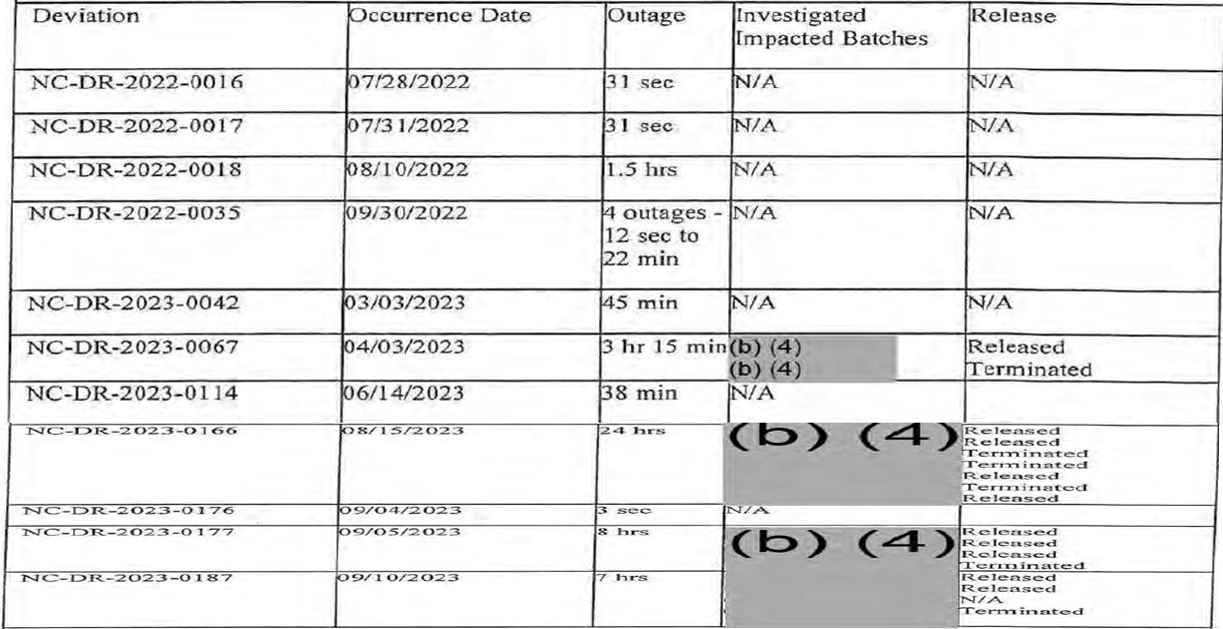 Deviation Occurrence Date Outage Investigated Release
Impacted Batches
NC-DR-2022-0016 07/28/2022 31 sec N/A N/A
NC-DR-2022-0017 07/31/2022 31 sec N/A N/A
NC-DR-2022-0018 08/10/2022 1.5 hrs N/A N/A
NC-DR-2022-0035 09/30/2022 4 outages - N/A N/A
12 sec to
22 min
NC-DR-2023-0042 03/03/2023 45 min N/A N/A
NC-DR-2023-0067 04/03/2023 3 hr 15 min (b) (4) Released
(b) (4) Terminated
NC-DR-2023-0114 06/14/2023 38 min N/A
NC-DR-2023-0166 08/15/2023 24 hrs (b) (4) Released
Released
Terminated
Terminated
Released
Terminated
Released
NC-DR-2023-0176 09/04/2023 3 sec N/A
NC-DR-2023-0177 09/05/2023 8 hrs (b) (4) Released
Released
Released
Terminated
NC-DR-2023-0187 09/10/2023 7 hrs Released
Released
N/A
Terminated